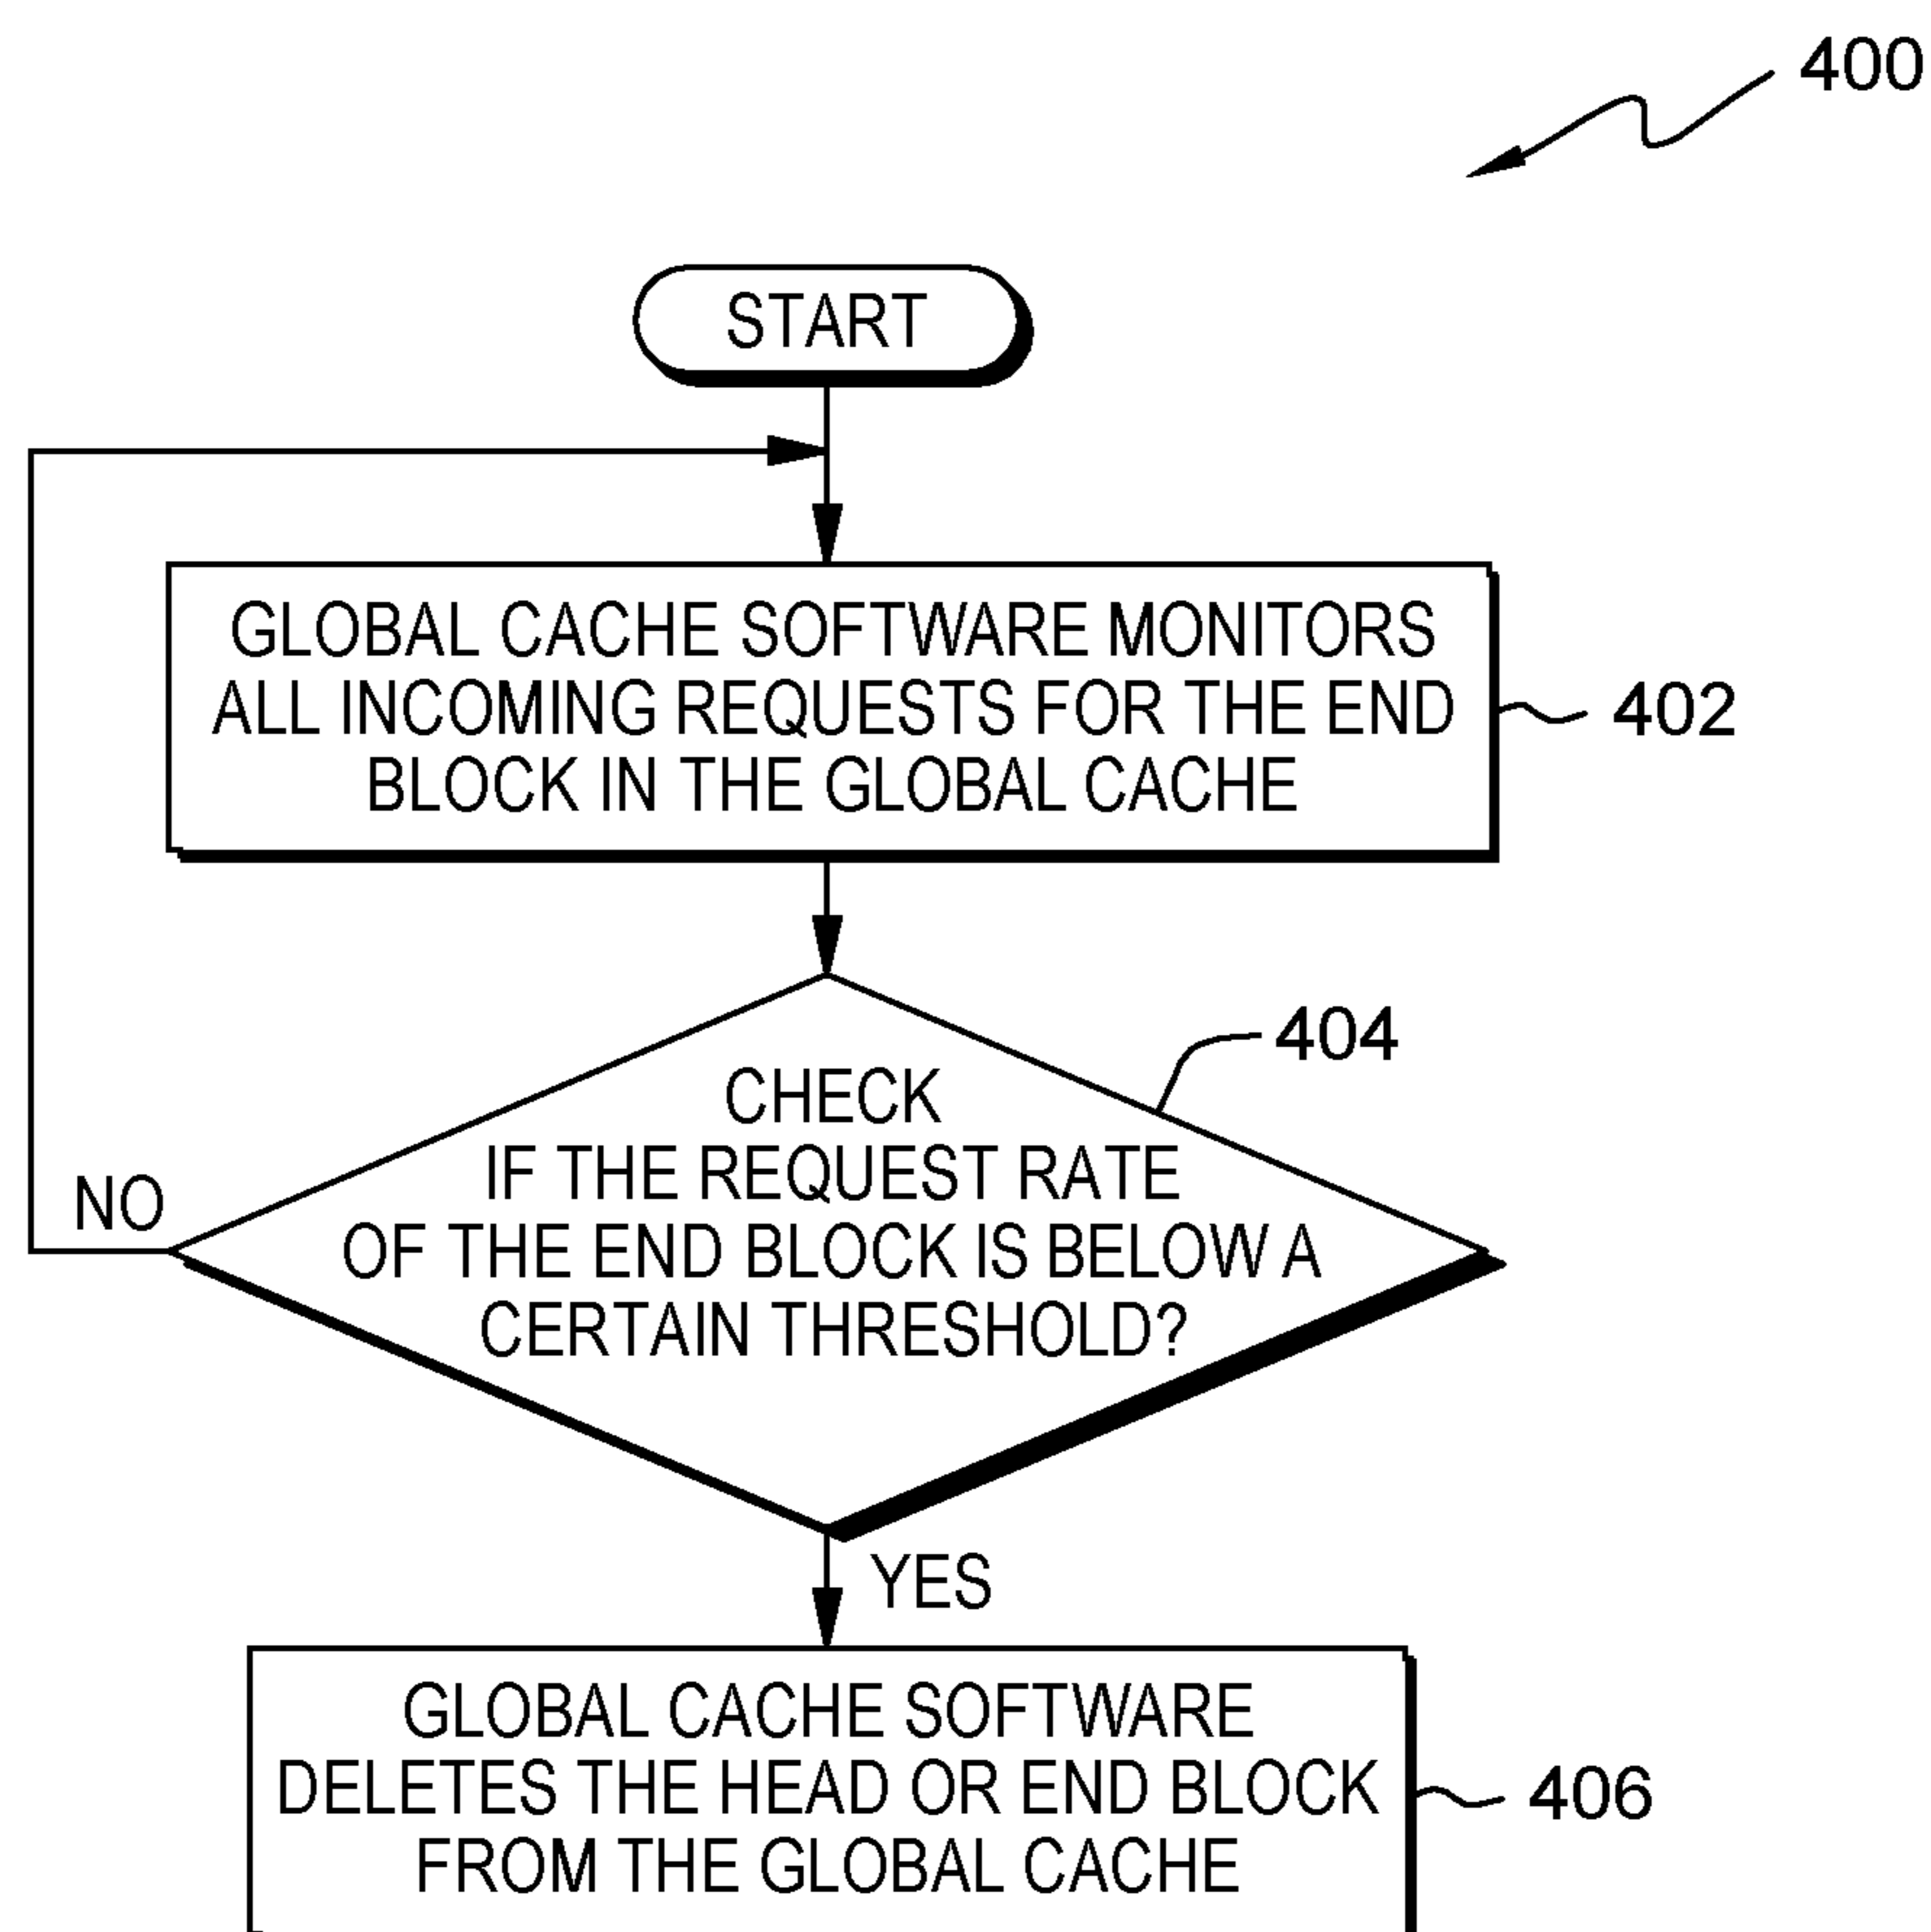 400
START
GLOBAL CACHE SOFTWARE MONITORS
ALL INCOMING REQUESTS FOR THE END
BLOCK IN THE GLOBAL CACHE
402
404
CHECK
IF THE REQUEST RATE
OF THE END BLOCK IS BELOW A
CERTAIN THRESHOLD?
NO
YES
GLOBAL CACHE SOFTWARE
DELETES THE HEAD OR END BLOCK
FROM THE GLOBAL CACHE
406